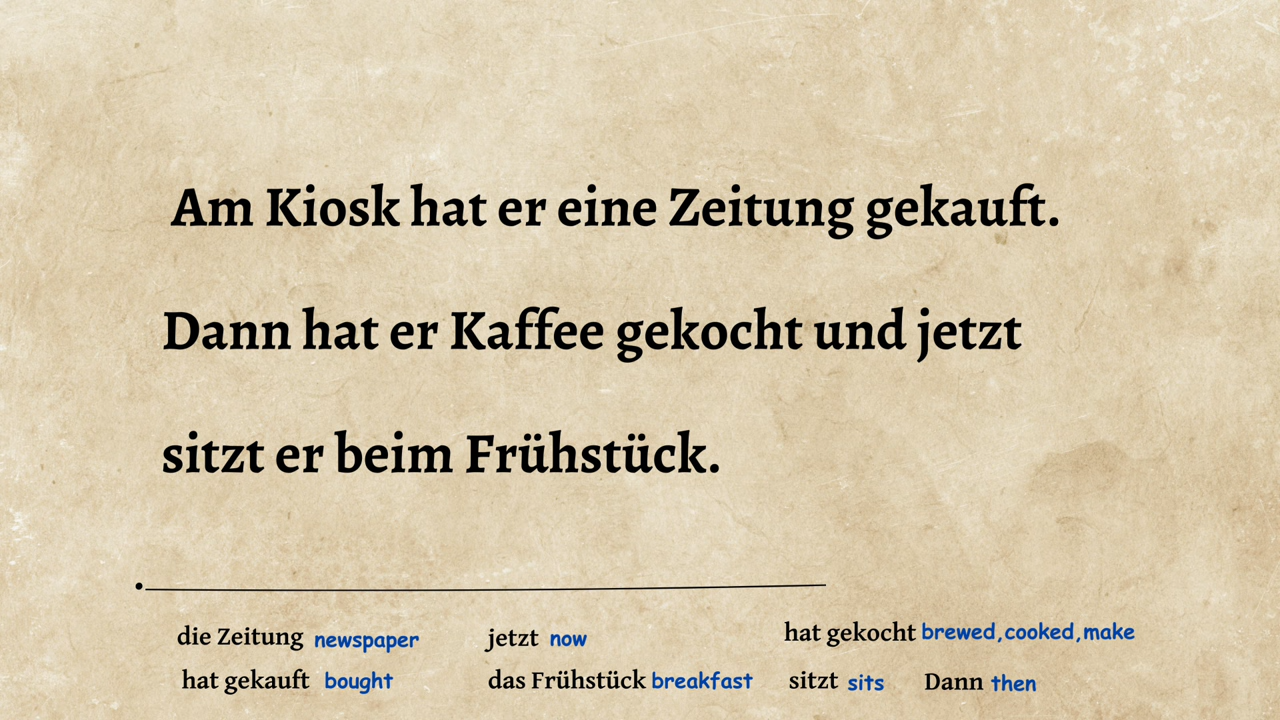 Am Kiosk hat er eine Zeitung gekauft.
Dann hat er Kaffee gekocht und jetzt
sitzt er beim Frühstück.
die Zeitung newspaper jetzt now hat gekocht brewed,cooked,make
hat gekauft bought das Frühstück breakfast sitzt sits Dann then